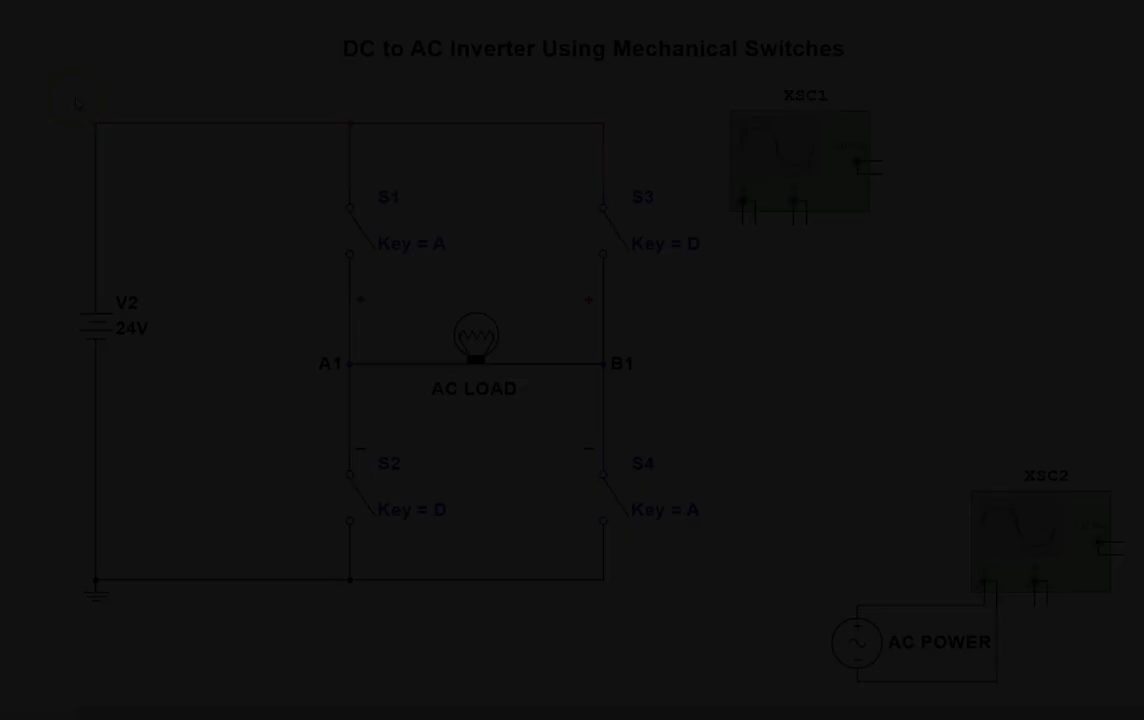 DC to AC Inverter Using Mechanical Switches
XSC1
S1
S3
Key = A
Key = D
V2
24V
A1
B1
AC LOAD
S2
S4
Key = D
Key = A
XSC2
AC POWER